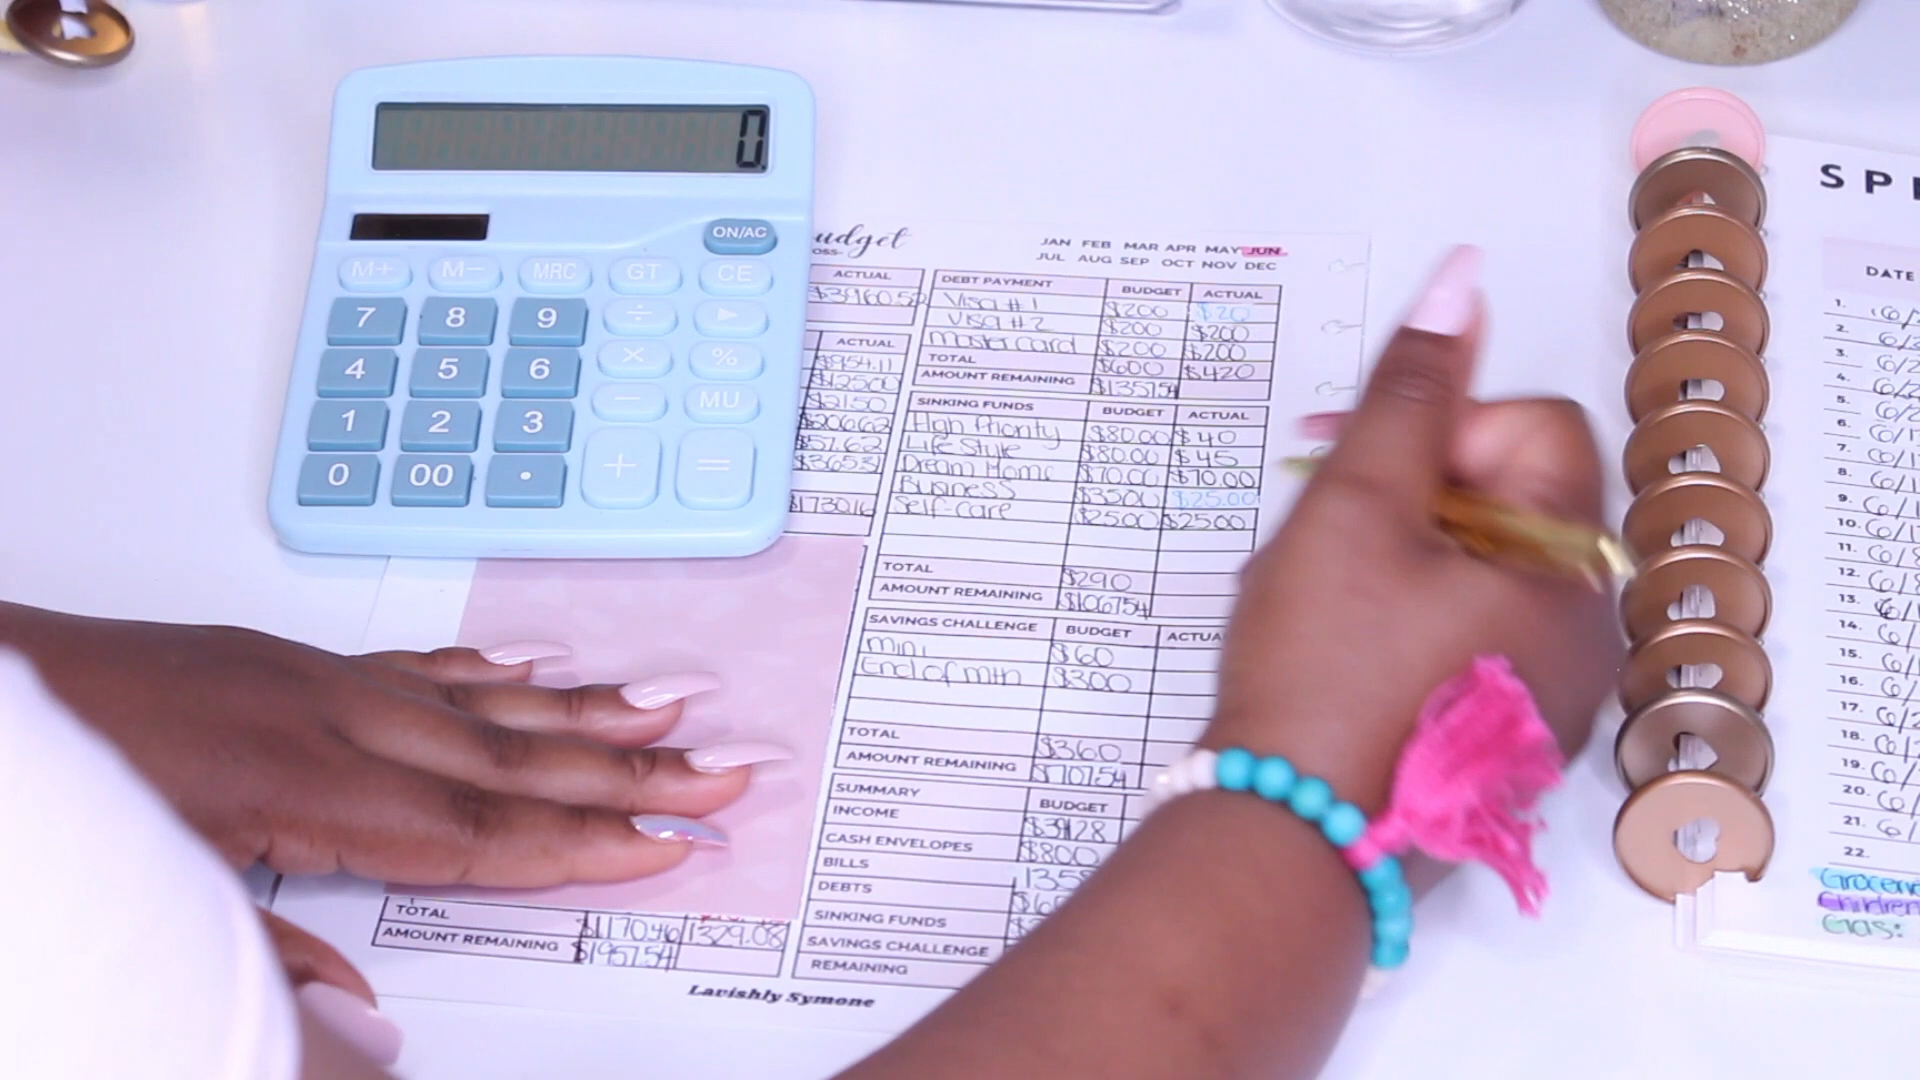 0
ON/AC
M+ M- MRC GT CE
7 8 9 ÷ ▶
4 5 6 × %
1 2 3 − MU
0 00 · + =
udget
JAN FEB MAR APR MAY JUN
JUL AUG SEP OCT NOV DEC
ACTUAL
$3960.52
ACTUAL
$954.11
$125.00
$21.50
$206.62
$57.62
$365.31
$1730.16
DEBT PAYMENT BUDGET ACTUAL
Visa #1 $200 $20
Visa #2 $200 $200
mastercard $200 $200
TOTAL $600 $420
AMOUNT REMAINING $1357.54
SINKING FUNDS BUDGET ACTUAL
High Priority $80.00 $40
Life Style $80.00 $45
Dream Home $70.00 $70.00
Business $35.00 $25.00
Self-care $25.00 $25.00
TOTAL $290
AMOUNT REMAINING $1067.54
SAVINGS CHALLENGE BUDGET ACTUA
mini $60
End of mth $300
TOTAL $360
AMOUNT REMAINING $707.54
SUMMARY BUDGET
INCOME
CASH ENVELOPES $800
BILLS
DEBTS
SINKING FUNDS
SAVINGS CHALLENGE
REMAINING
TOTAL $1170.46 1329.08
AMOUNT REMAINING $1957.54
Lavishly Symone
SPE
DATE
1.
2.
3.
4.
5.
6.
7.
8.
9.
10.
11.
12.
13.
14.
15.
16.
17.
18.
19.
20.
21.
22.
Children
Gas: